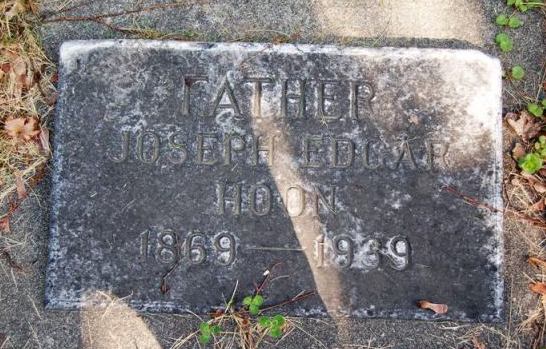 FATHER
JOSEPH EDGAR
HOON
1869 — 1939